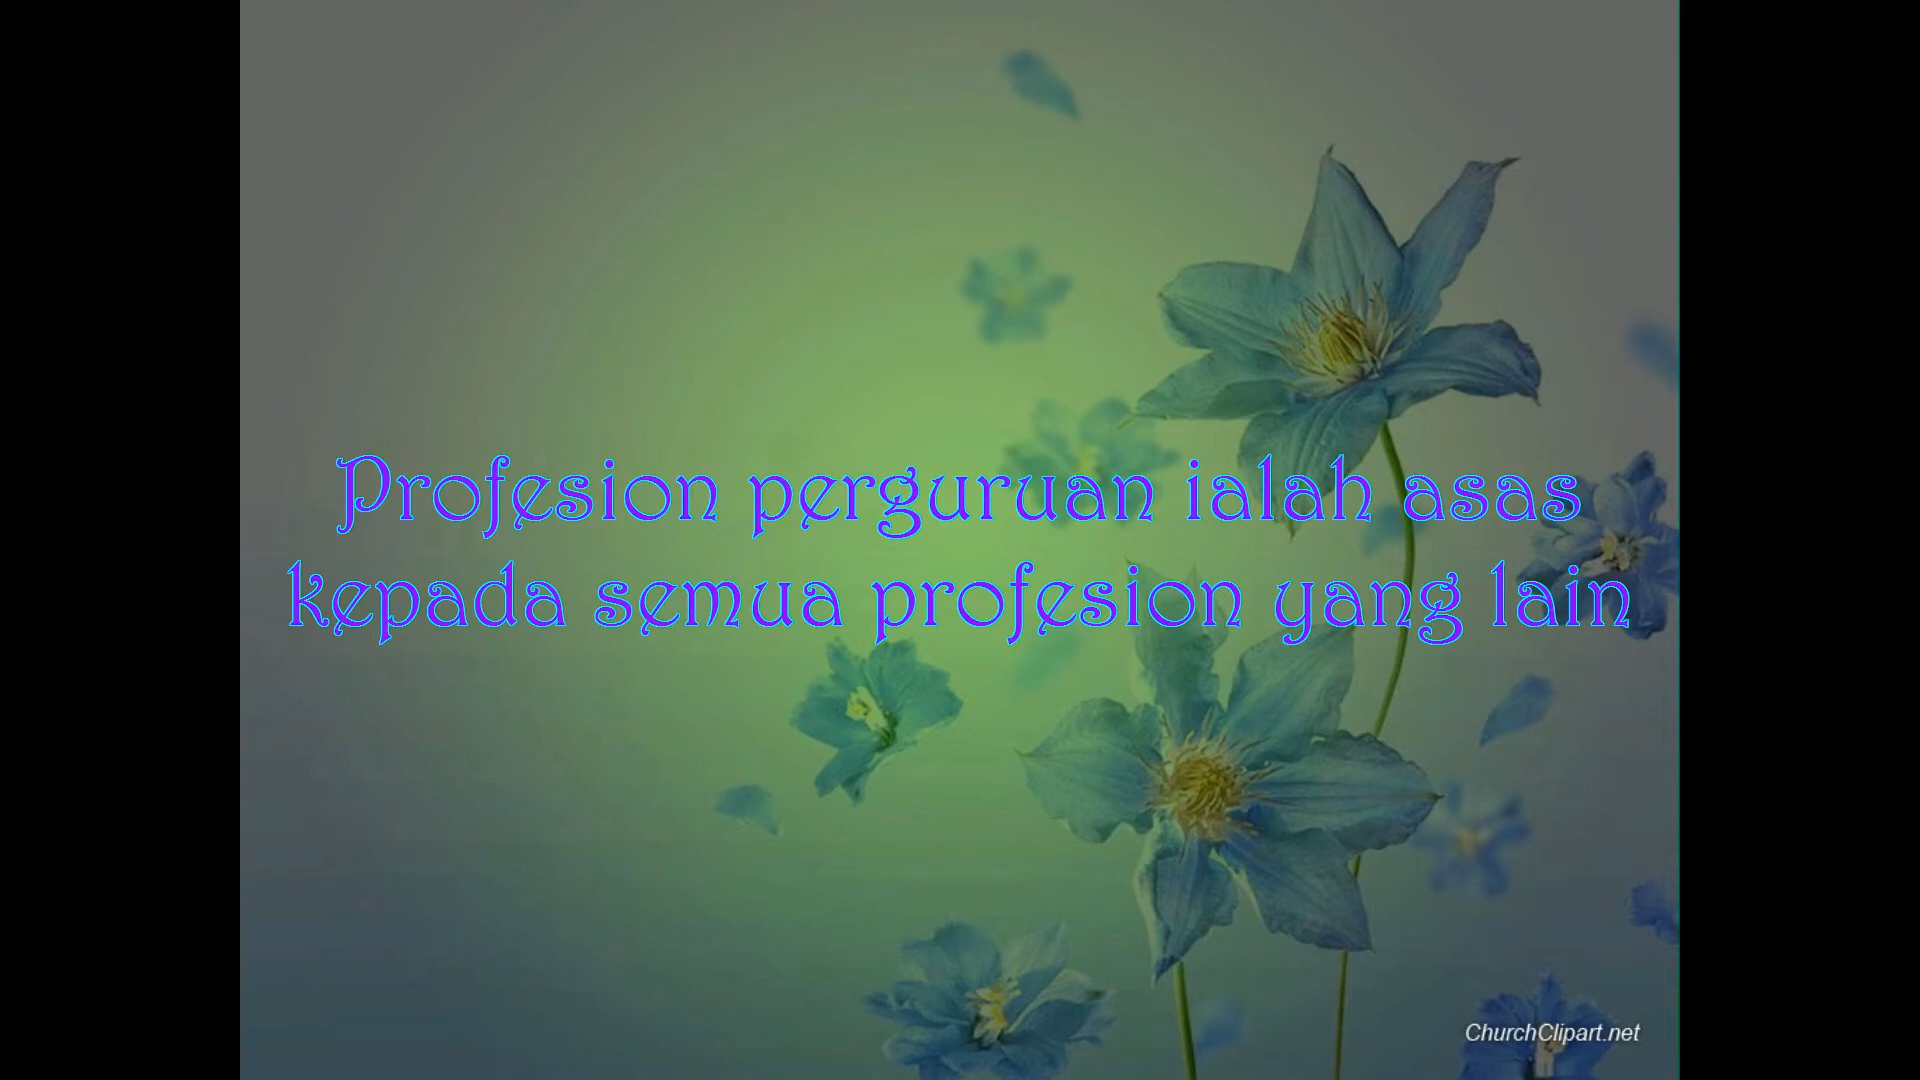 Profesion perguruan ialah asas
kepada semua profesion yang lain
ChurchClipart.net